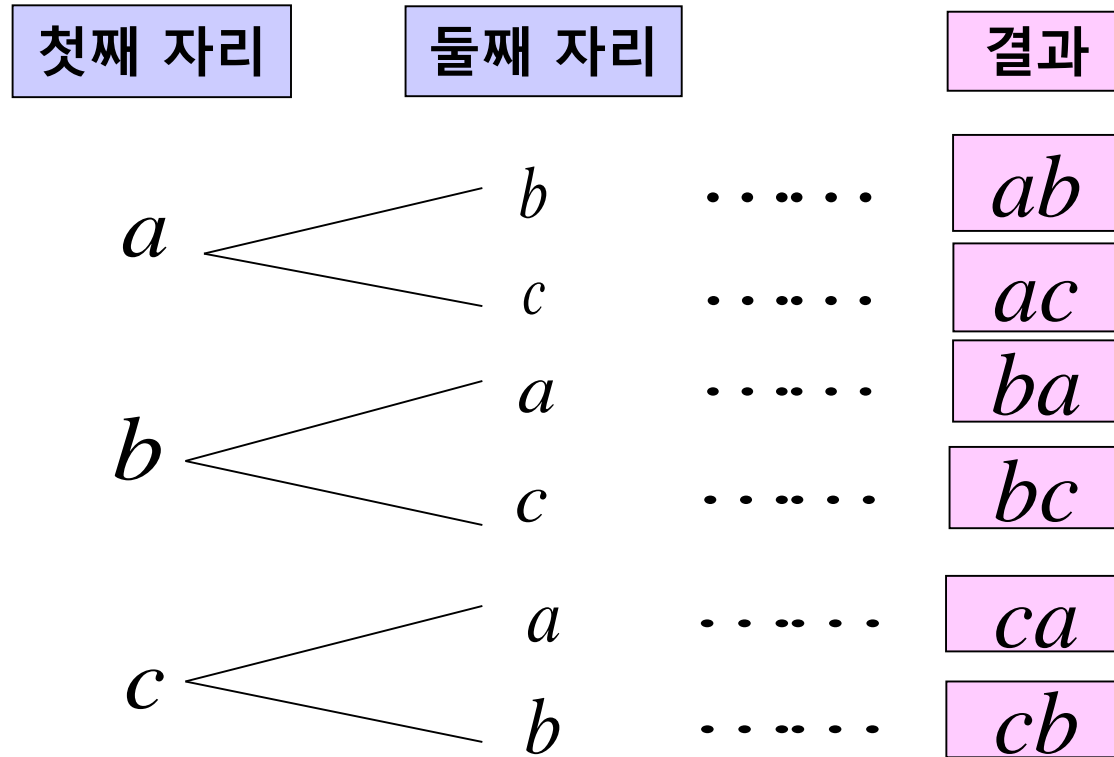 첫째 자리 둘째 자리 결과
a b ...... ab
c ...... ac
b a ...... ba
c ...... bc
c a ...... ca
b ...... cb